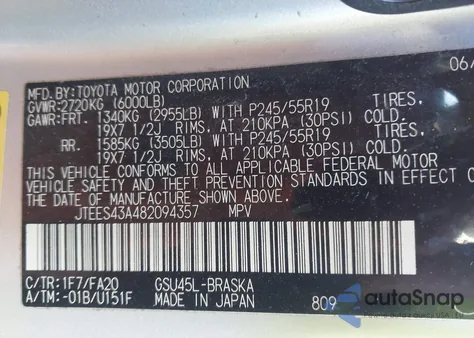 MFD.BY:TOYOTA MOTOR CORPORATION 06/
GVWR:2720KG (6000LB)
GAWR:FRT. 1340KG (2955LB) WITH P245/55R19 TIRES,
19X7 1/2J RIMS, AT 210KPA (30PSI) COLD.
RR. 1585KG (3505LB) WITH P245/55R19 TIRES,
19X7 1/2J RIMS, AT 210KPA (30PSI) COLD.
THIS VEHICLE CONFORMS TO ALL APPLICABLE FEDERAL MOTOR
VEHICLE SAFETY AND THEFT PREVENTION STANDARDS IN EFFECT O
THE DATE OF MANUFACTURE SHOWN ABOVE.
JTEES43A482094357 MPV
C/TR:1F7/FA20 GSU45L-BRASKA
A/TM:-01B/U151F MADE IN JAPAN 809
autoSnap